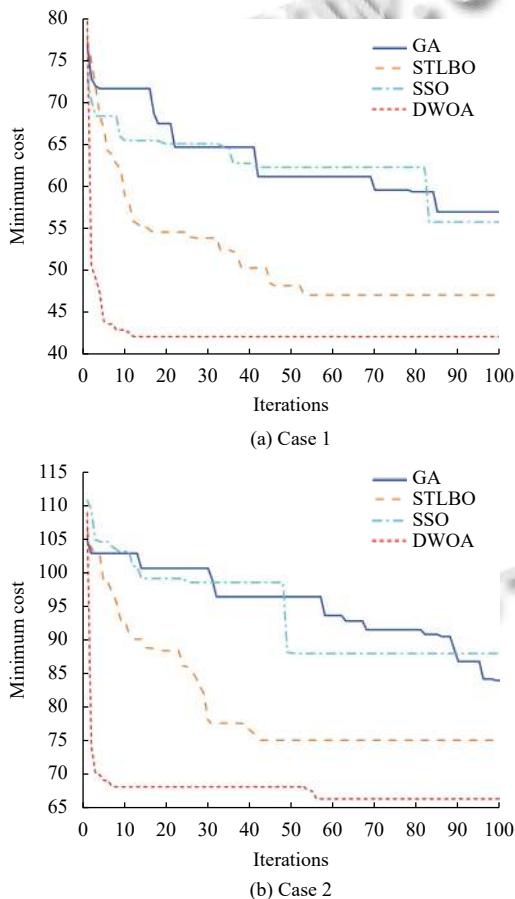 80
75
70
65
60
55
50
45
40
Minimum cost
GA
STLBO
SSO
DWOA
0 10 20 30 40 50 60 70 80 90 100
Iterations
(a) Case 1
115
110
105
100
95
90
85
80
75
70
65
Minimum cost
GA
STLBO
SSO
DWOA
0 10 20 30 40 50 60 70 80 90 100
Iterations
(b) Case 2